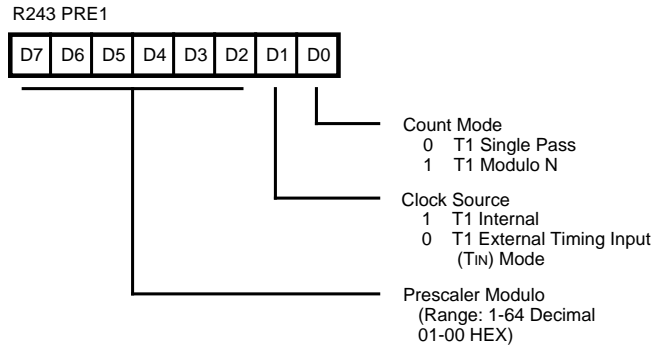 R243 PRE1
D7 D6 D5 D4 D3 D2 D1 D0
Count Mode
0 T1 Single Pass
1 T1 Modulo N
Clock Source
1 T1 Internal
0 T1 External Timing Input
(TIN) Mode
Prescaler Modulo
(Range: 1-64 Decimal
01-00 HEX)